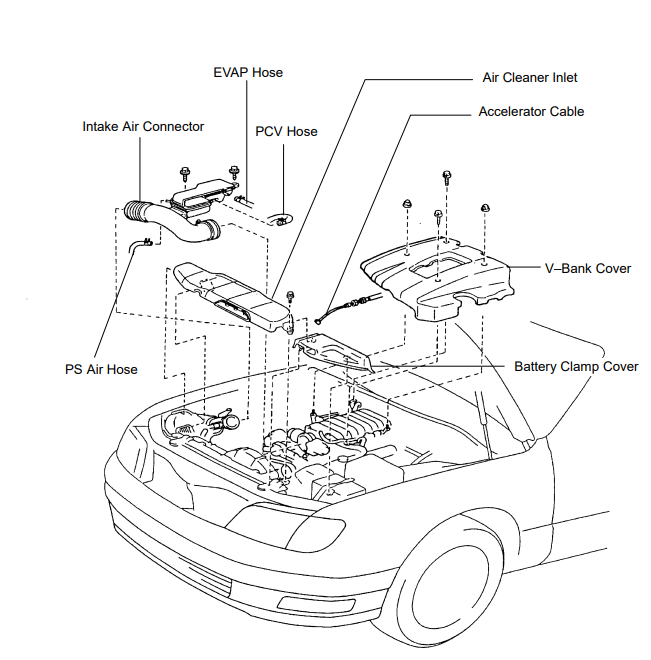 EVAP Hose
Air Cleaner Inlet
Accelerator Cable
Intake Air Connector
PCV Hose
V–Bank Cover
PS Air Hose
Battery Clamp Cover